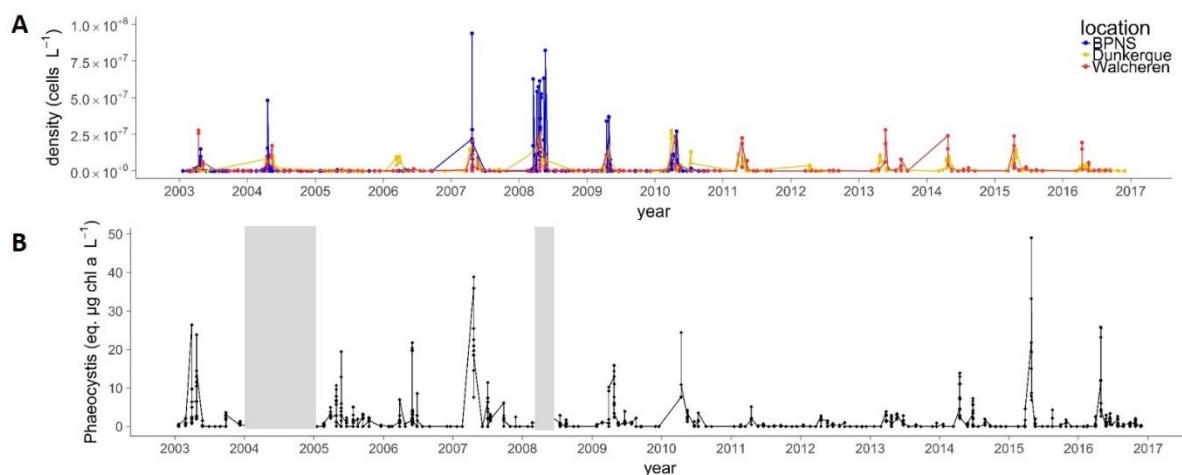 A
density (cells L⁻¹)
1.0×10⁺⁸
7.5×10⁺⁷
5.0×10⁺⁷
2.5×10⁺⁷
0.0×10⁺⁰
location
BPNS
Dunkerque
Walcheren
2003 2004 2005 2006 2007 2008 2009 2010 2011 2012 2013 2014 2015 2016 2017
year
B
Phaeocystis (eq. µg chl a L⁻¹)
50
40
30
20
10
0
2003 2004 2005 2006 2007 2008 2009 2010 2011 2012 2013 2014 2015 2016 2017
year